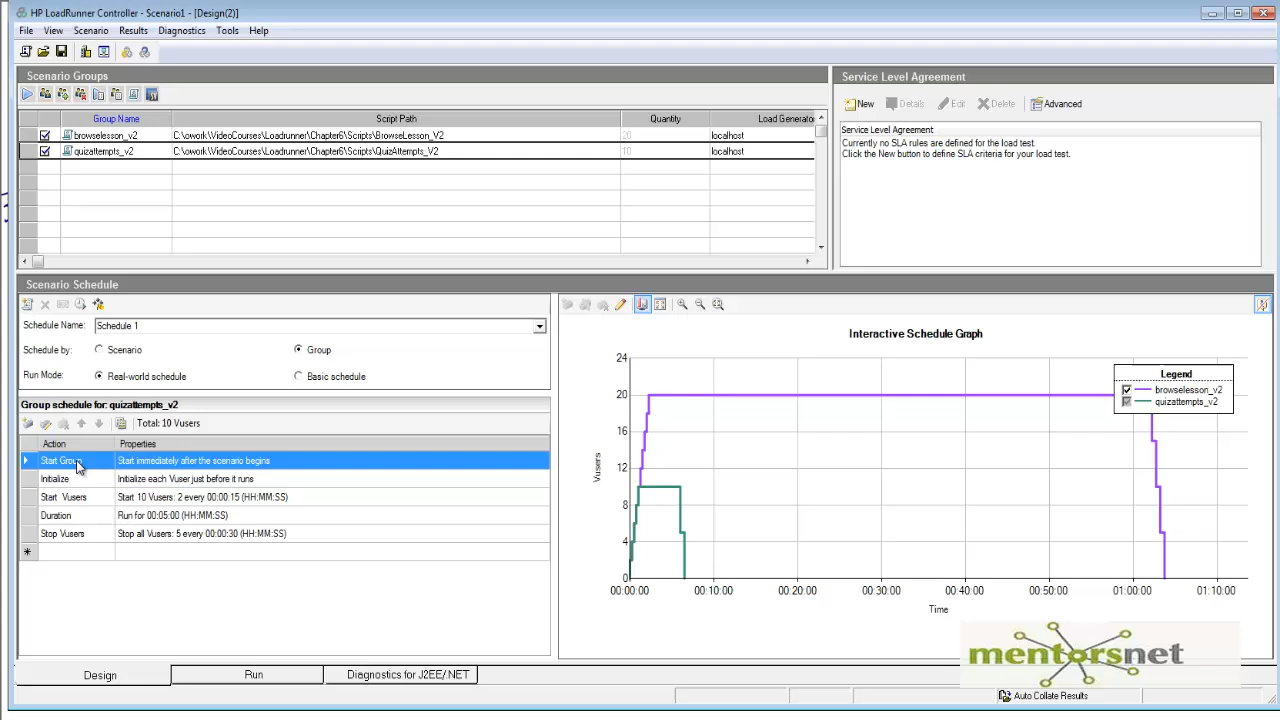 HP LoadRunner Controller - Scenario1 - [Design(2)]
File View Scenario Results Diagnostics Tools Help
Scenario Groups
Group Name Script Path Quantity Load Generator
browselesson_v2 C:\owork\VideoCourses\Loadrunner\Chapter6\Scripts\BrowseLesson_V2 20 localhost
quizattempts_v2 C:\owork\VideoCourses\Loadrunner\Chapter6\Scripts\QuizAttempts_V2 10 localhost
Service Level Agreement
New Details Edit Delete Advanced
Service Level Agreement
Currently no SLA rules are defined for the load test.
Click the New button to define SLA criteria for your load test.
Scenario Schedule
Schedule Name: Schedule 1
Schedule by: Scenario Group
Run Mode: Real-world schedule Basic schedule
Group schedule for: quizattempts_v2
Total: 10 Vusers
Action Properties
Start Group Start immediately after the scenario begins
Initialize Initialize each Vuser just before it runs
Start Vusers Start 10 Vusers: 2 every 00:00:15 (HH:MM:SS)
Duration Run for 00:05:00 (HH:MM:SS)
Stop Vusers Stop all Vusers: 5 every 00:00:30 (HH:MM:SS)
*
Interactive Schedule Graph
Legend
browselesson_v2
quizattempts_v2
Vusers
24
20
16
12
8
4
0
00:00:00 00:10:00 00:20:00 00:30:00 00:40:00 00:50:00 01:00:00 01:10:00
Time
mentorsnet
Design Run Diagnostics for J2EE/.NET
Auto Collate Results